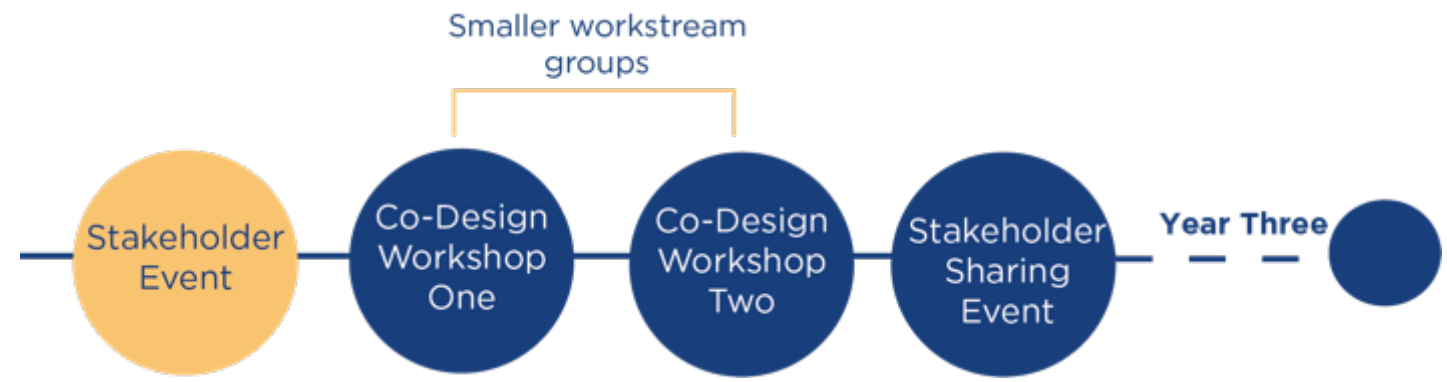 Smaller workstream
groups
Stakeholder
Event
Co-Design
Workshop
One
Co-Design
Workshop
Two
Stakeholder
Sharing
Event
Year Three